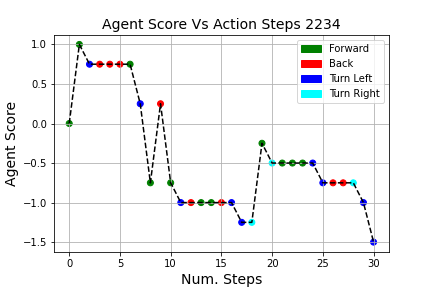 Agent Score Vs Action Steps 2234
Agent Score
1.0
0.5
0.0
−0.5
−1.0
−1.5
Forward
Back
Turn Left
Turn Right
0 5 10 15 20 25 30
Num. Steps